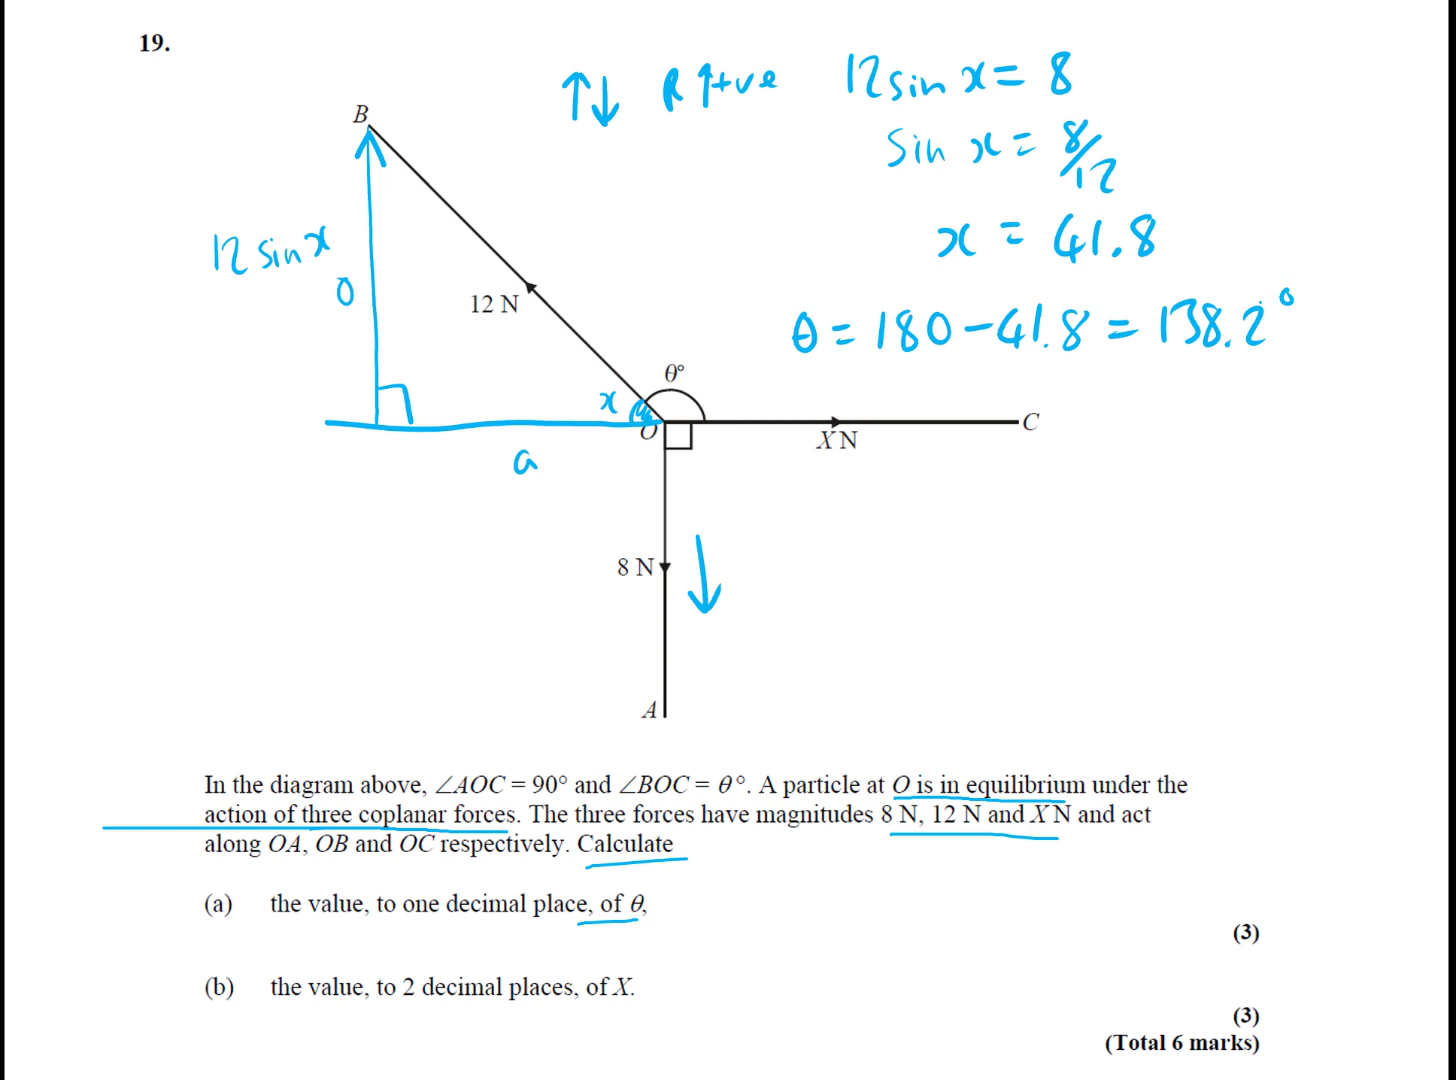 19.
↑↓ R↑+ve 12 sin x = 8
B
sin x = 8/12
12 sin x
x = 41.8
O
12 N
θ = 180 - 41.8 = 138.2°
θ°
x
O
C
X N
a
8 N
A
In the diagram above, ∠AOC = 90° and ∠BOC = θ°. A particle at O is in equilibrium under the
action of three coplanar forces. The three forces have magnitudes 8 N, 12 N and X N and act
along OA, OB and OC respectively. Calculate
(a) the value, to one decimal place, of θ,
(3)
(b) the value, to 2 decimal places, of X.
(3)
(Total 6 marks)